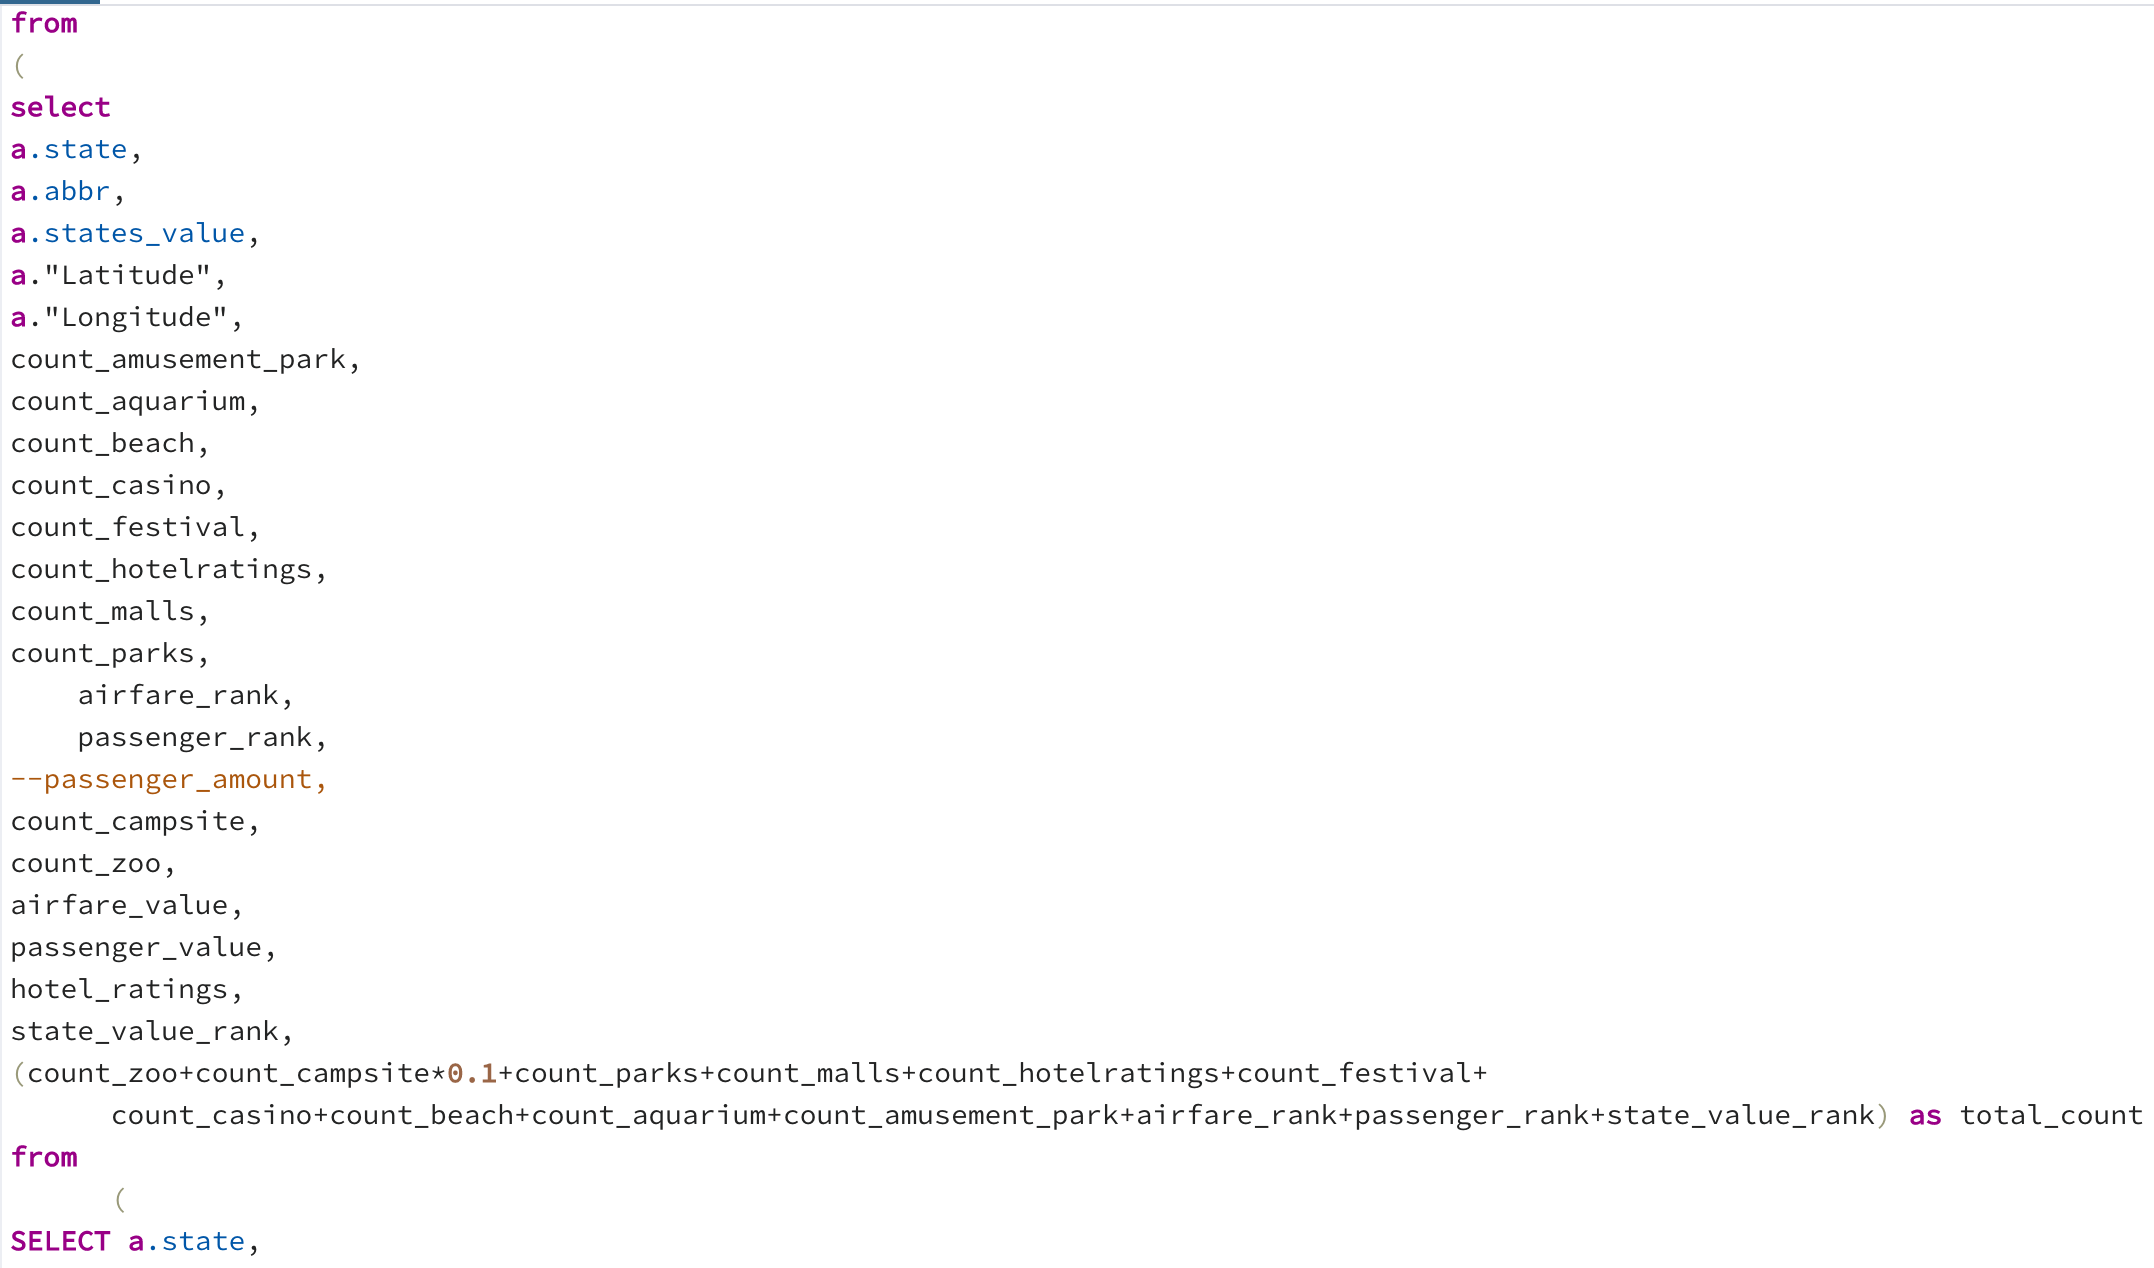 from
(
select
a.state,
a.abbr,
a.states_value,
a."Latitude",
a."Longitude",
count_amusement_park,
count_aquarium,
count_beach,
count_casino,
count_festival,
count_hotelratings,
count_malls,
count_parks,
    airfare_rank,
    passenger_rank,
--passenger_amount,
count_campsite,
count_zoo,
airfare_value,
passenger_value,
hotel_ratings,
state_value_rank,
(count_zoo+count_campsite*0.1+count_parks+count_malls+count_hotelratings+count_festival+
      count_casino+count_beach+count_aquarium+count_amusement_park+airfare_rank+passenger_rank+state_value_rank) as total_count
from
      (
SELECT a.state,